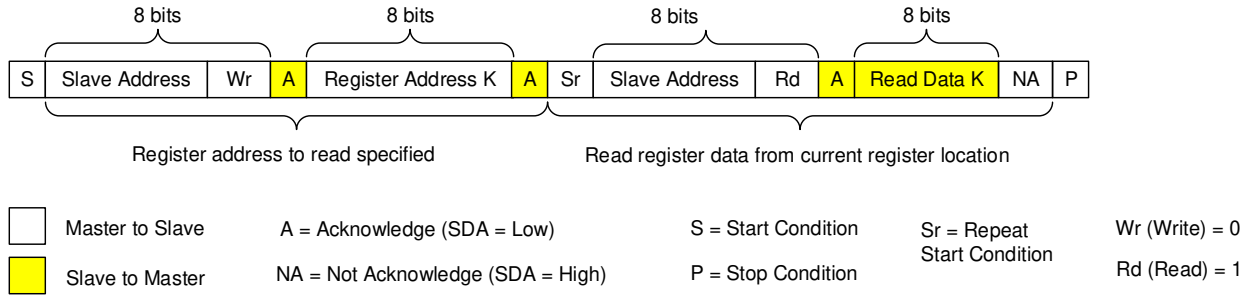 8 bits 8 bits 8 bits 8 bits
S Slave Address Wr A Register Address K A Sr Slave Address Rd A Read Data K NA P
Register address to read specified Read register data from current register location
Master to Slave A = Acknowledge (SDA = Low) S = Start Condition Sr = Repeat Start Condition Wr (Write) = 0
Slave to Master NA = Not Acknowledge (SDA = High) P = Stop Condition Rd (Read) = 1